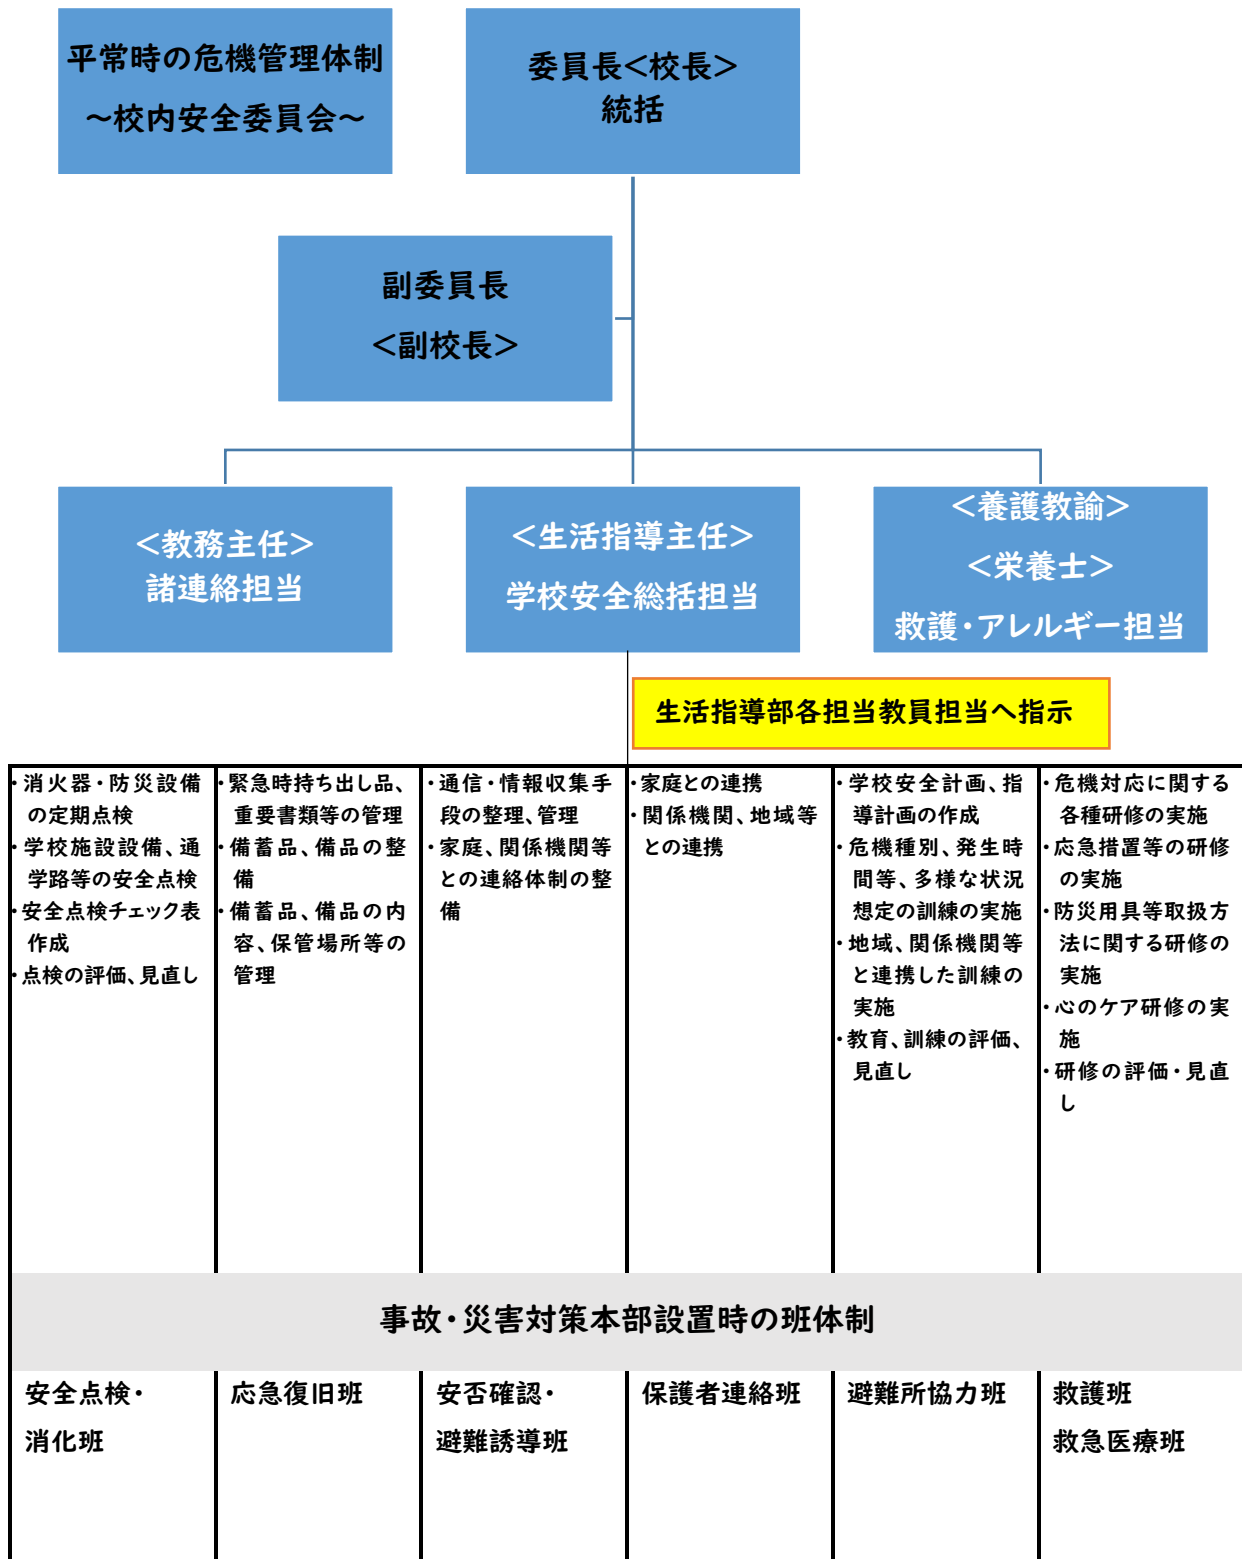 平常時の危機管理体制
～校内安全委員会～
委員長＜校長＞
統括
副委員長
＜副校長＞
＜教務主任＞
諸連絡担当
＜生活指導主任＞
学校安全総括担当
＜養護教諭＞
＜栄養士＞
救護・アレルギー担当
生活指導部各担当教員担当へ指示
・消火器・防災設備
の定期点検
・学校施設設備、通
学路等の安全点検
・安全点検チェック表
作成
・点検の評価、見直し
・緊急時持ち出し品、
重要書類等の管理
・備蓄品、備品の整
備
・備蓄品、備品の内
容、保管場所等の
管理
・通信・情報収集手
段の整理、管理
・家庭、関係機関等
との連絡体制の整
備
・家庭との連携
・関係機関、地域等
との連携
・学校安全計画、指
導計画の作成
・危機種別、発生時
間等、多様な状況
想定の訓練の実施
・地域、関係機関等
と連携した訓練の
実施
・教育、訓練の評価、
見直し
・危機対応に関する
各種研修の実施
・応急措置等の研修
の実施
・防災用具等取扱方
法に関する研修の
実施
・心のケア研修の実
施
・研修の評価・見直
し
事故・災害対策本部設置時の班体制
安全点検・
消化班
応急復旧班
安否確認・
避難誘導班
保護者連絡班
避難所協力班
救護班
救急医療班